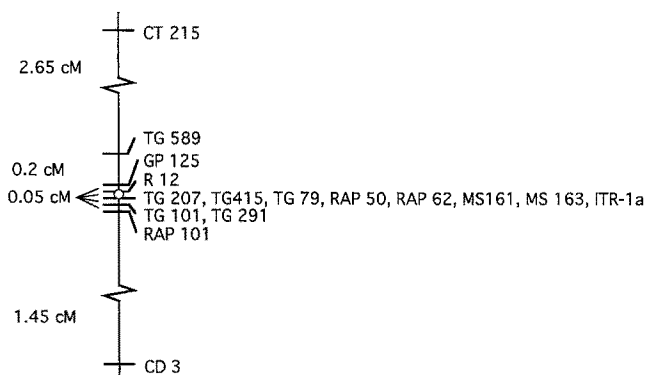 CT 215
2.65 cM
TG 589
GP 125
0.2 cM
R 12
0.05 cM
TG 207, TG415, TG 79, RAP 50, RAP 62, MS161, MS 163, ITR-1a
TG 101, TG 291
RAP 101
1.45 cM
CD 3